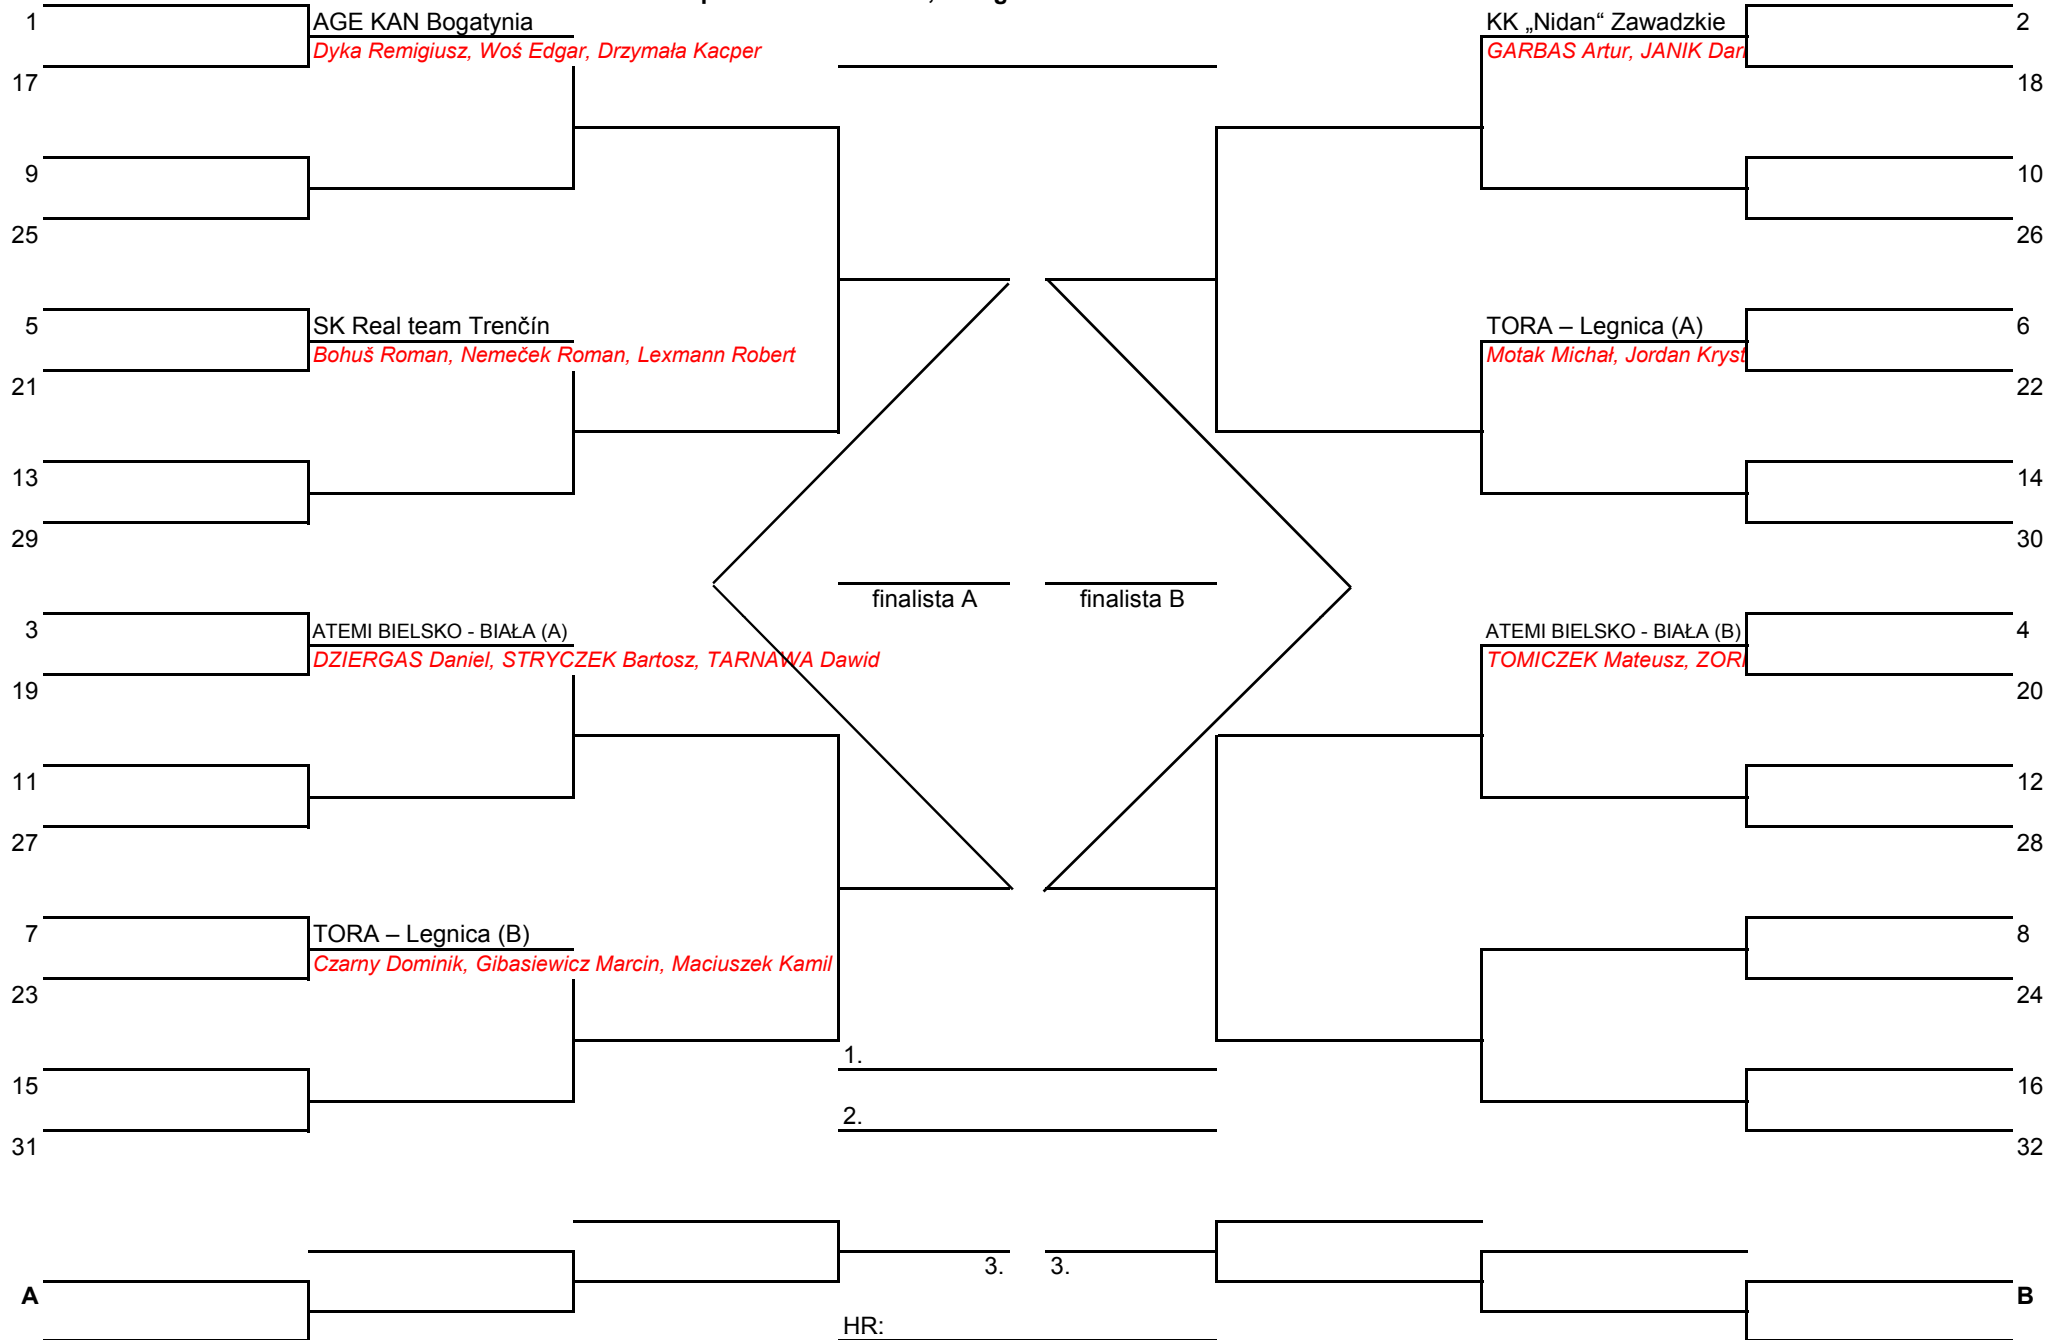 1
AGE KAN Bogatynia
Dyka Remigiusz, Woś Edgar, Drzymała Kacper
17
9
25
5
SK Real team Trenčín
Bohuš Roman, Nemeček Roman, Lexmann Robert
21
13
29
3
ATEMI BIELSKO - BIAŁA (A)
DZIERGAS Daniel, STRYCZEK Bartosz, TARNAWA Dawid
19
11
27
7
TORA – Legnica (B)
Czarny Dominik, Gibasiewicz Marcin, Maciuszek Kamil
23
15
31
finalista A
finalista B
1.
2.
3.
3.
HR:
KK „Nidan“ Zawadzkie
2
GARBAS Artur, JANIK
18
10
26
TORA – Legnica (A)
6
Motak Michał, Jordan
22
14
30
ATEMI BIELSKO - BIAŁA (B)
4
TOMICZEK Mateusz,
20
12
28
8
24
16
32
A
B